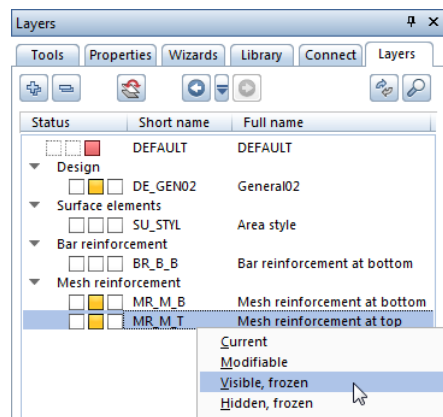 Layers
Tools Properties Wizards Library Connect Layers
Status Short name Full name
DEFAULT DEFAULT
Design
DE_GEN02 General02
Surface elements
SU_STYL Area style
Bar reinforcement
BR_B_B Bar reinforcement at bottom
Mesh reinforcement
MR_M_B Mesh reinforcement at bottom
MR_M_T Mesh reinforcement at top
Current
Modifiable
Visible, frozen
Hidden, frozen